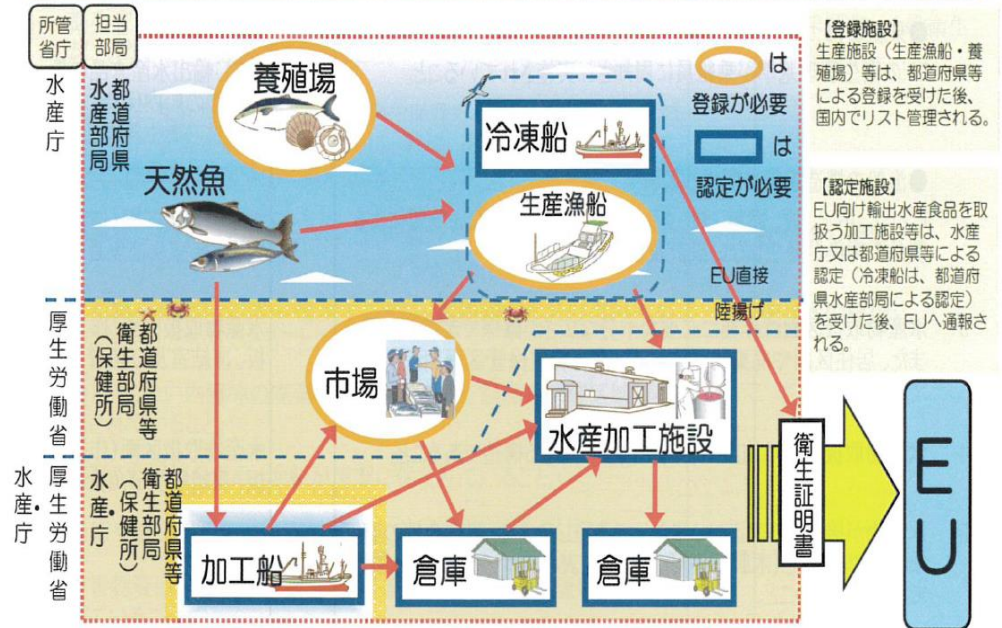 所管
省庁
担当
部局
水産庁
都道府県
水産部局
養殖場
天然魚
冷凍船
生産漁船
は
登録が必要
は
認定が必要
EU直接
陸揚げ
【登録施設】
生産施設（生産漁船・養
殖場）等は、都道府県等
による登録を受けた後、
国内でリスト管理される。
【認定施設】
EU向け輸出水産食品を取
扱う加工施設等は、水産
庁又は都道府県等による
認定（冷凍船は、都道府
県水産部局による認定）
を受けた後、EUへ通報さ
れる。
厚生労働省
都道府県等
衛生部局
（保健所）
市場
水産加工施設
衛生証明書
EU
厚生労働省・
水産庁
都道府県等
衛生部局
（保健所）・
水産庁
加工船
倉庫
倉庫